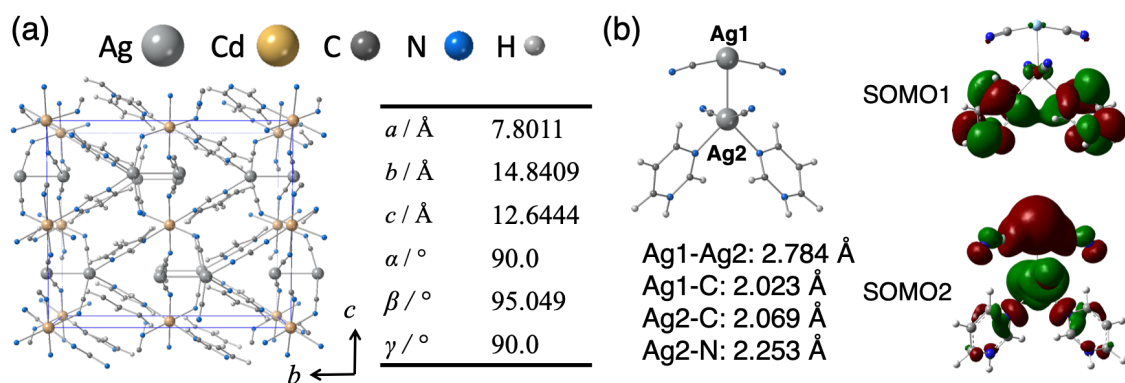 (a)
Ag Cd C N H
a / Å 7.8011
b / Å 14.8409
c / Å 12.6444
α / ° 90.0
β / ° 95.049
γ / ° 90.0
c
b
(b)
Ag1
Ag2
Ag1-Ag2: 2.784 Å
Ag1-C: 2.023 Å
Ag2-C: 2.069 Å
Ag2-N: 2.253 Å
SOMO1
SOMO2